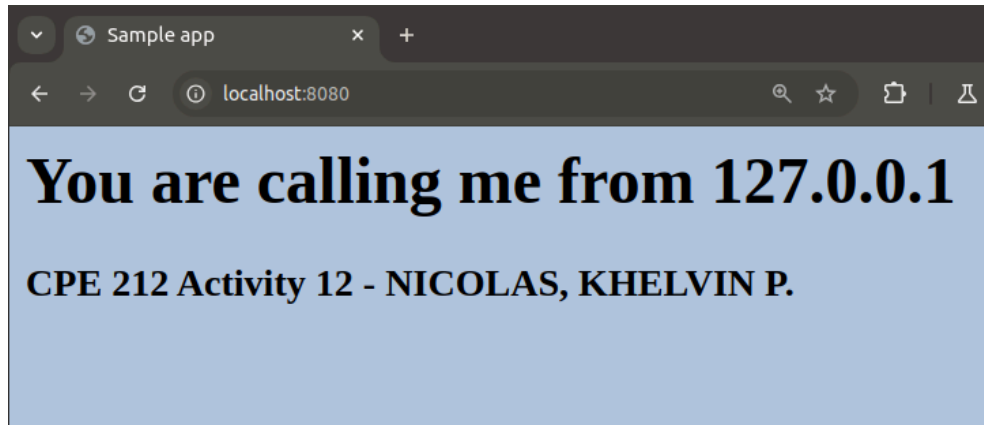 Sample app
localhost:8080
You are calling me from 127.0.0.1
CPE 212 Activity 12 - NICOLAS, KHELVIN P.